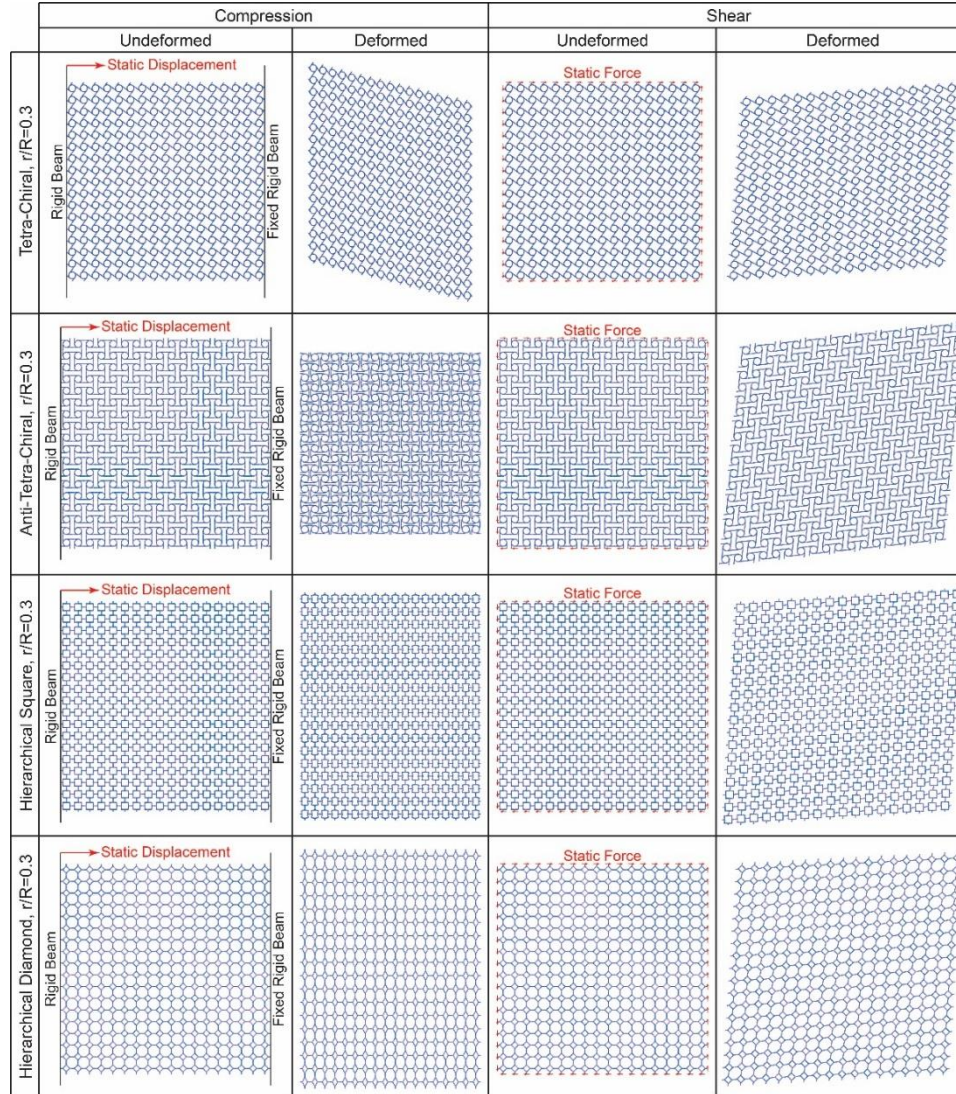 Compression
Shear
Undeformed
Deformed
Undeformed
Deformed
Tetra-Chiral, r/R=0.3
Static Displacement
Rigid Beam
Fixed Rigid Beam
Static Force
Anti-Tetra-Chiral, r/R=0.3
Static Displacement
Rigid Beam
Fixed Rigid Beam
Static Force
Hierarchical Square, r/R=0.3
Static Displacement
Rigid Beam
Fixed Rigid Beam
Static Force
Hierarchical Diamond, r/R=0.3
Static Displacement
Rigid Beam
Fixed Rigid Beam
Static Force